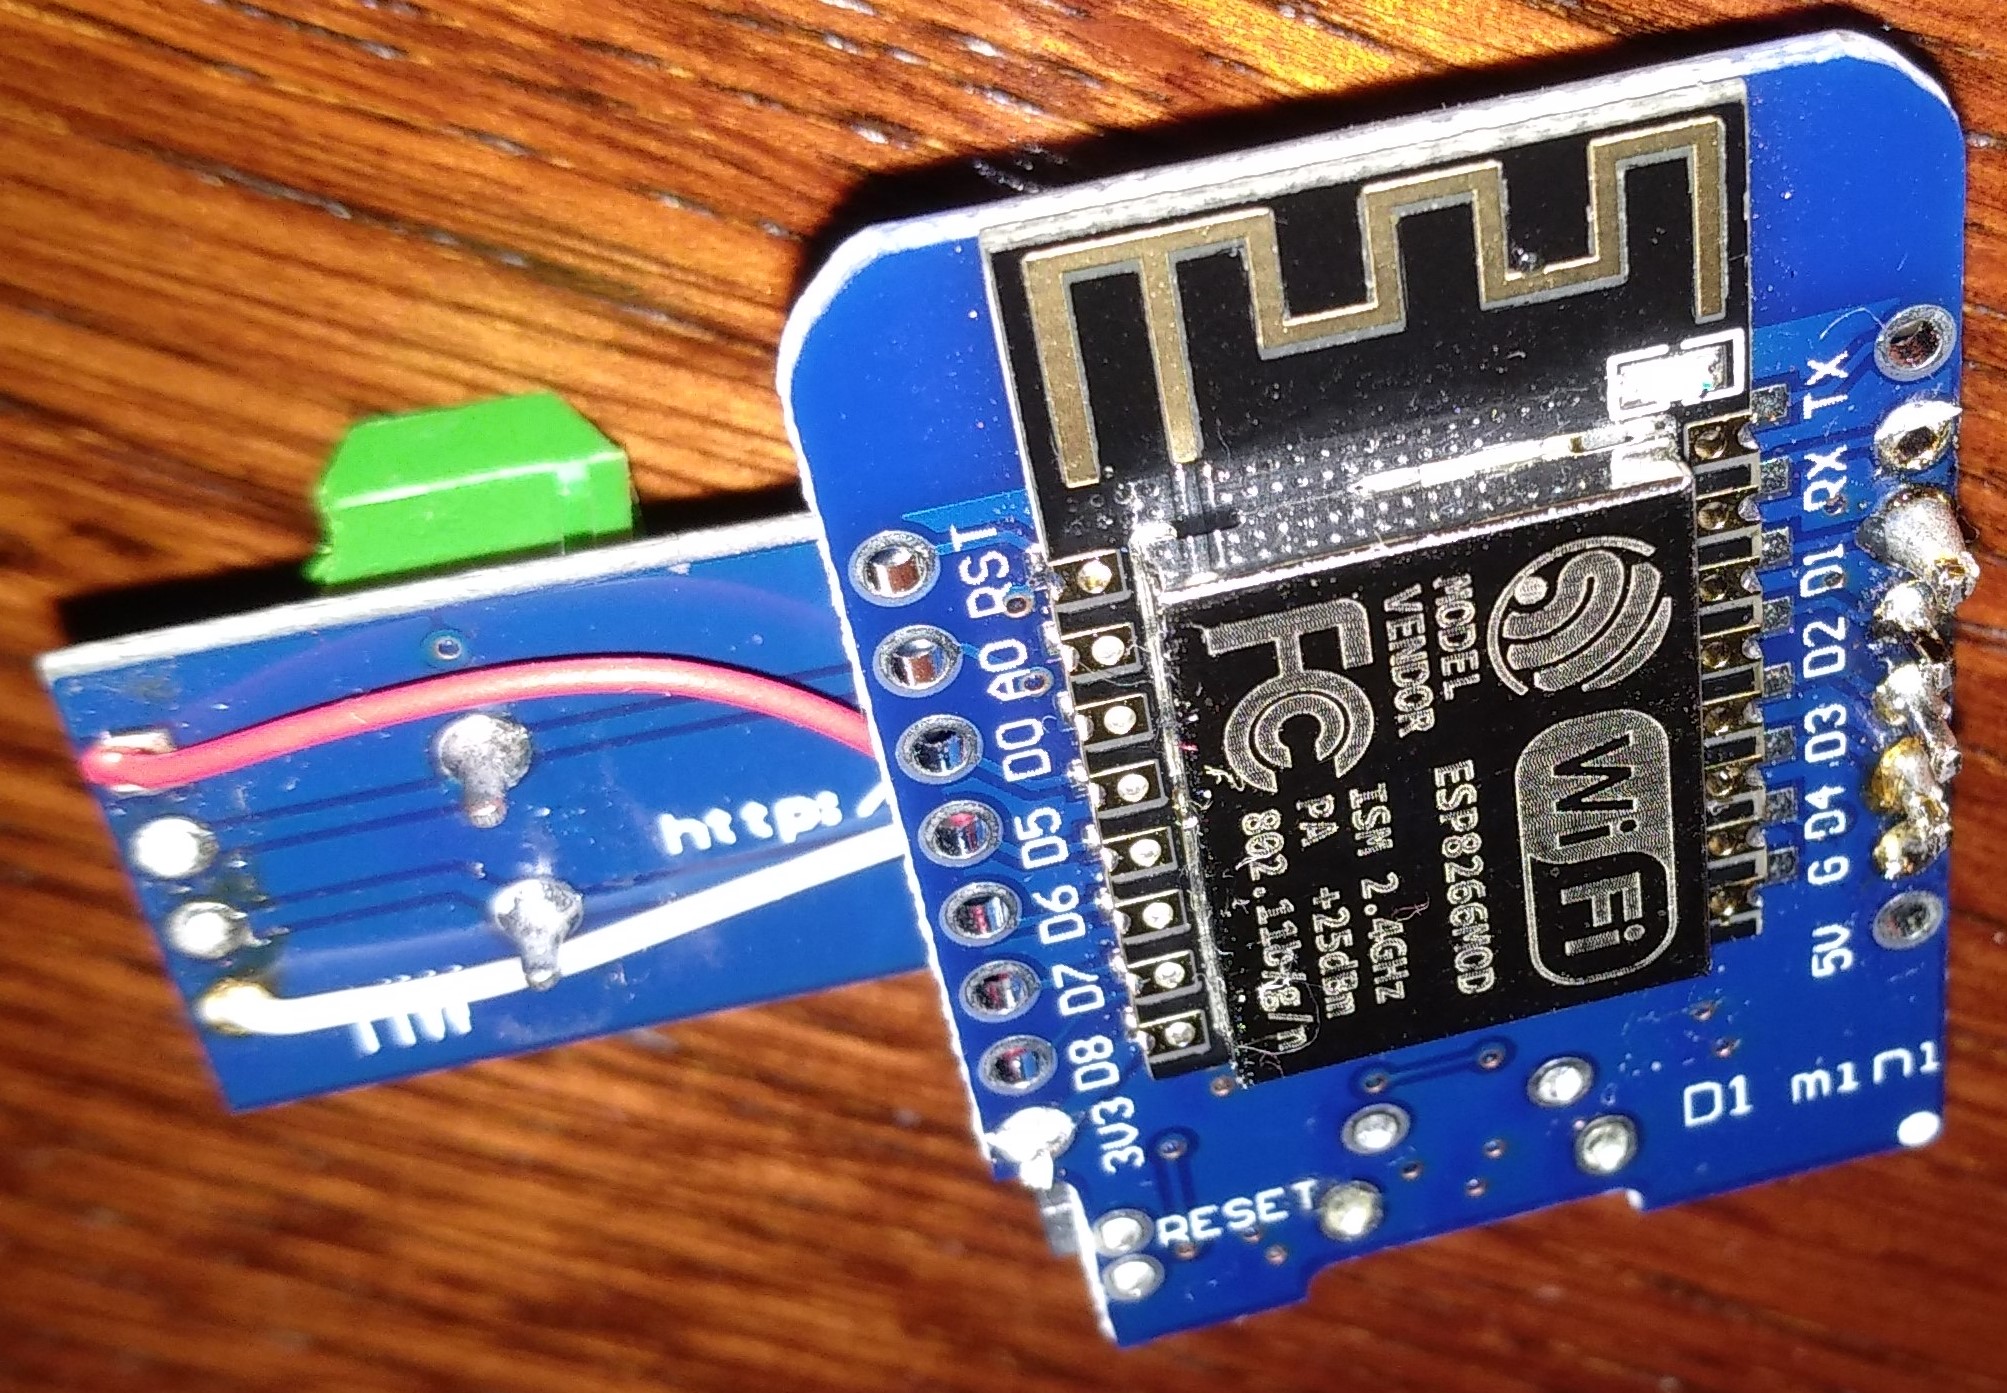 TX
RX
D1
D2
D3
D4
G
5V
RST
A0
D0
D5
D6
D7
D8
3V3
MODEL ESP8266MOD
VENDOR
ISM 2.4GHz
PA +25dBm
802.11b/g/n
WiFi
FC
D1 mini
RESET
http:/